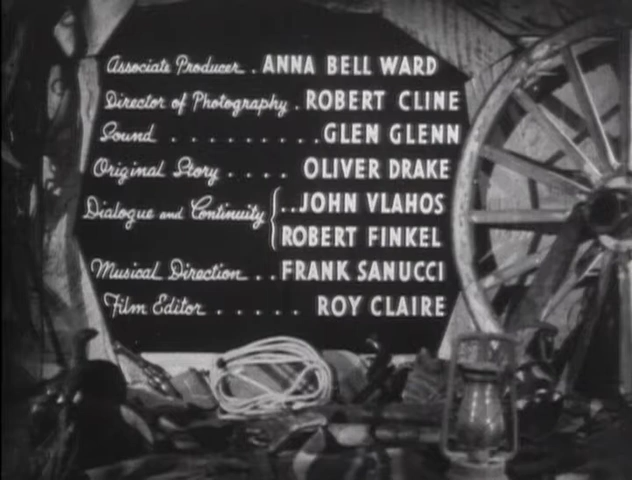 Associate Producer . ANNA BELL WARD
Director of Photography . ROBERT CLINE
Sound . . . . . . . . . GLEN GLENN
Original Story . . . . OLIVER DRAKE
Dialogue and Continuity { . . JOHN VLAHOS
ROBERT FINKEL
Musical Direction . . FRANK SANUCCI
Film Editor . . . . . ROY CLAIRE